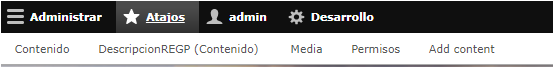 Administrar Atajos admin Desarrollo
Contenido DescripcionREGP (Contenido) Media Permisos Add content